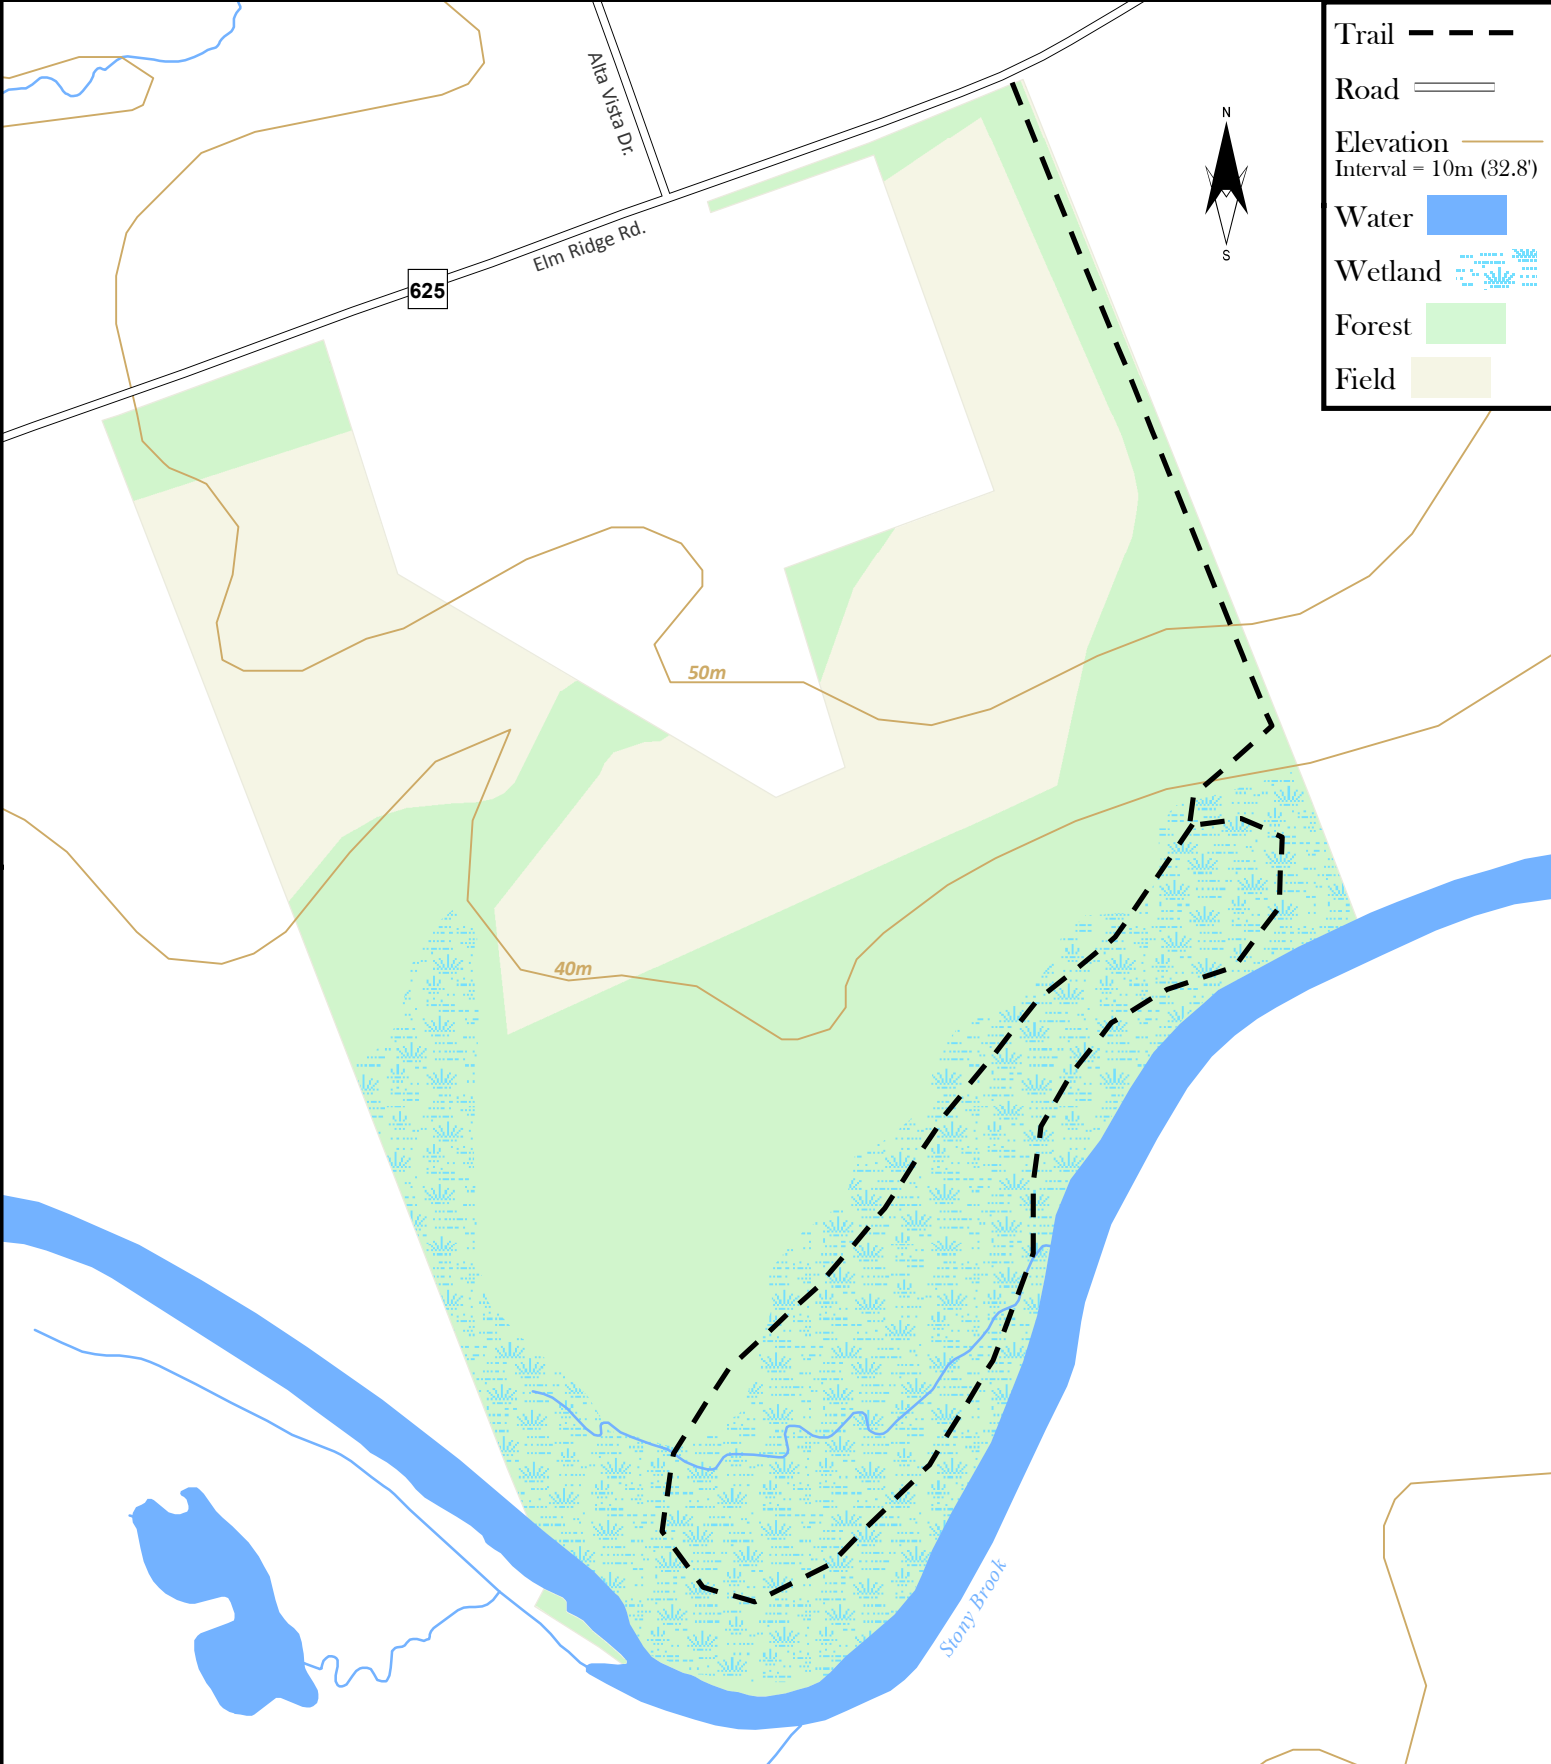 Trail
Road
Elevation
Interval = 10m (32.8')
Water
Wetland
Forest
Field
N
S
Alta Vista Dr.
Elm Ridge Rd.
625
50m
40m
Stony Brook